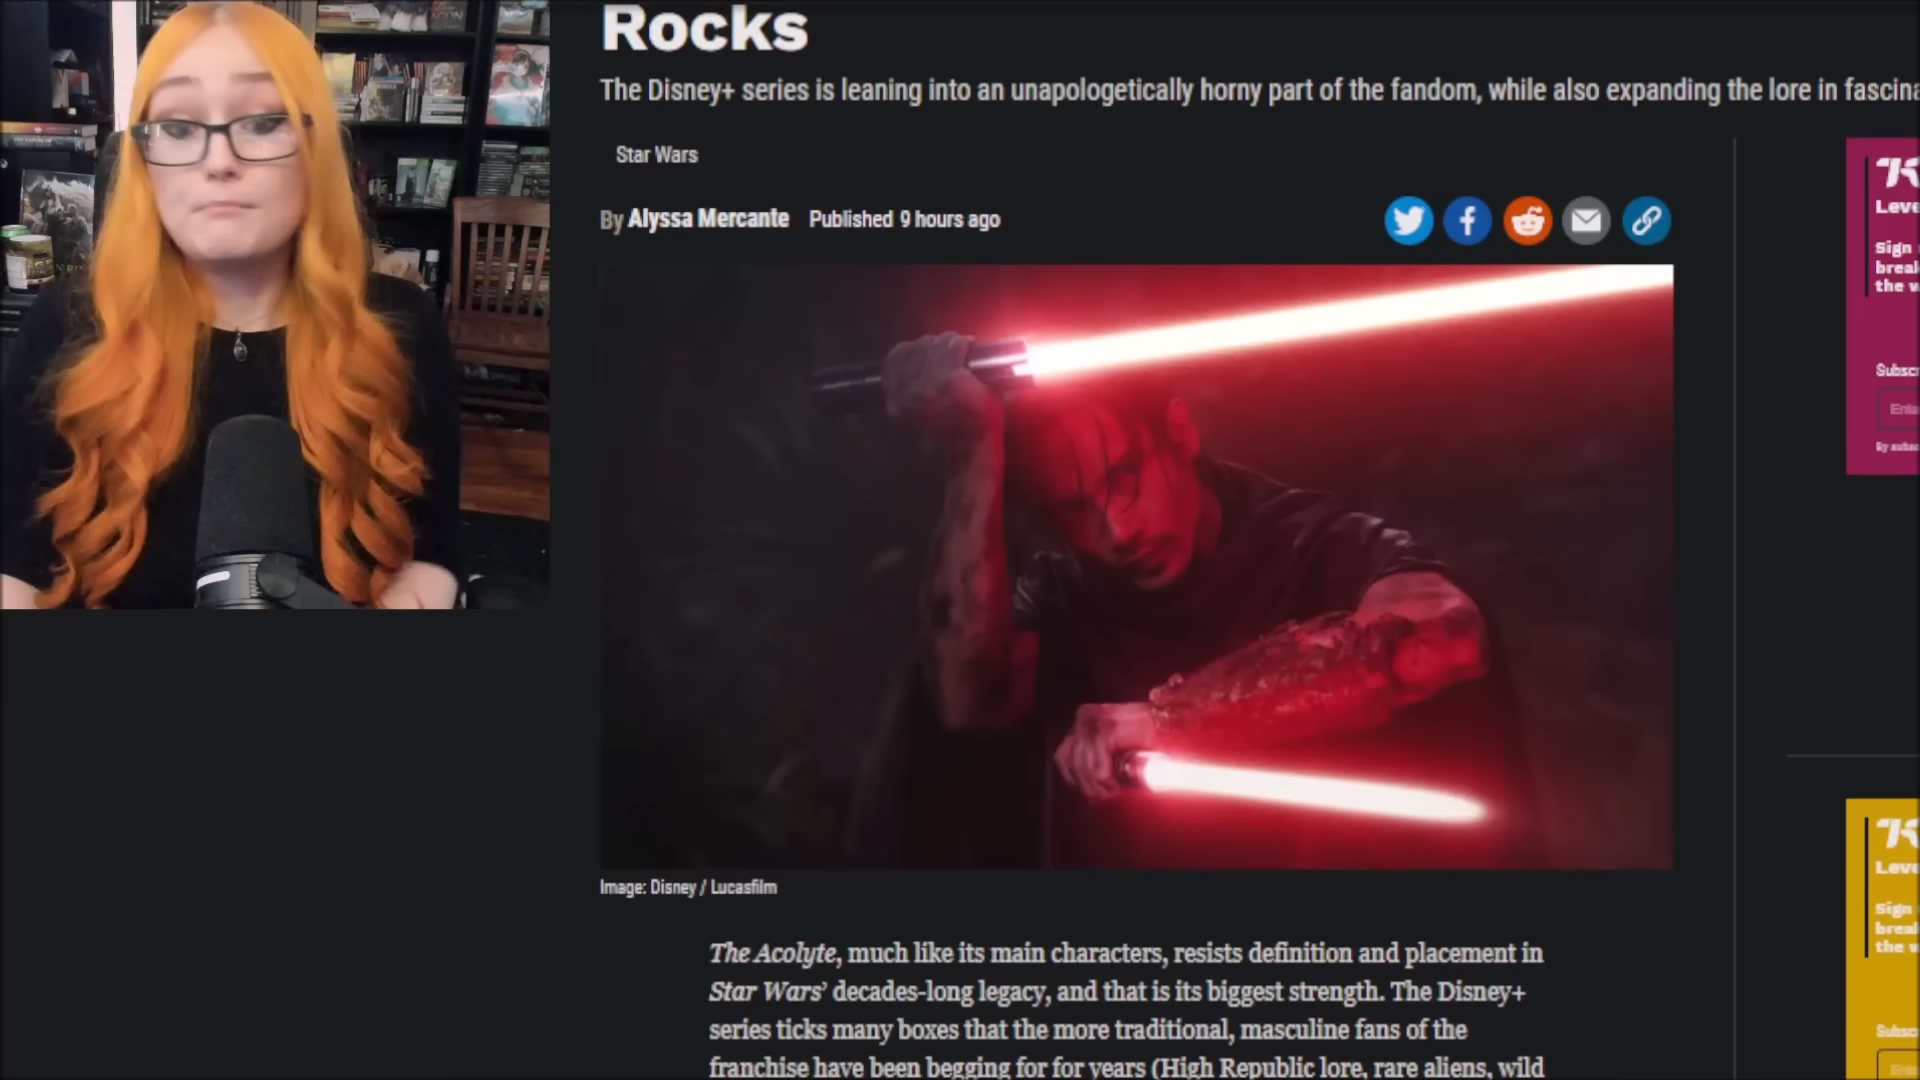 Rocks
The Disney+ series is leaning into an unapologetically horny part of the fandom, while also expanding the lore in
Star Wars
By Alyssa Mercante Published 9 hours ago
Image: Disney / Lucasfilm
The Acolyte, much like its main characters, resists definition and placement in
Star Wars' decades-long legacy, and that is its biggest strength. The Disney+
series ticks many boxes that the more traditional, masculine fans of the
franchise have been begging for for years (High Republic lore, rare aliens, wild
Sign
the
Sign
the